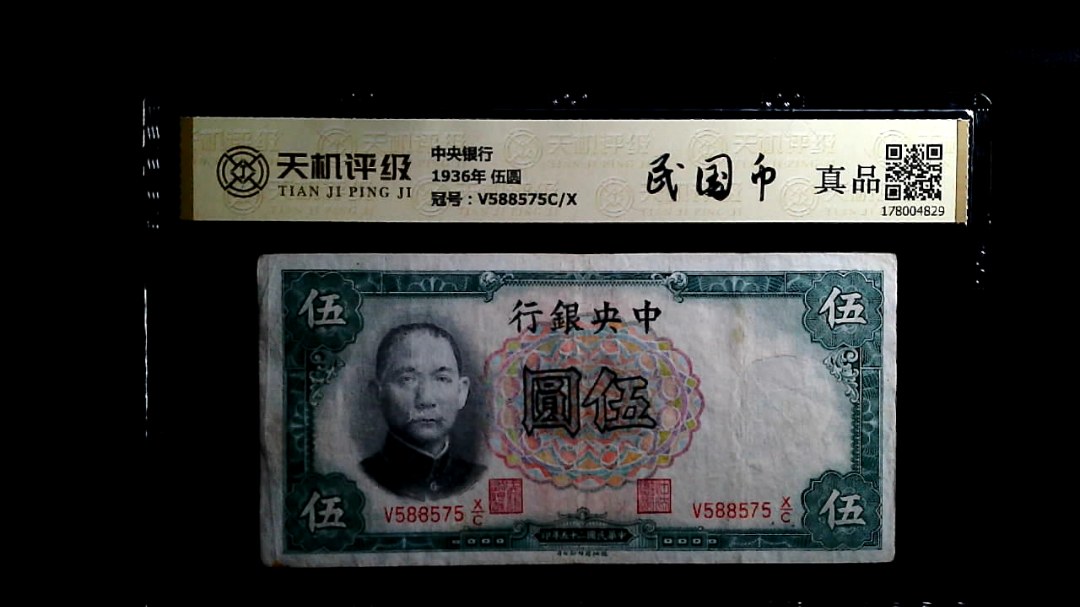 天机评级
TIAN JI PING JI
中央银行
1936年 伍圆
冠号：V588575C/X
民国币
真品
178004829
伍
行銀央中
伍
圓伍
V588575 X/C
V588575 X/C
伍
伍